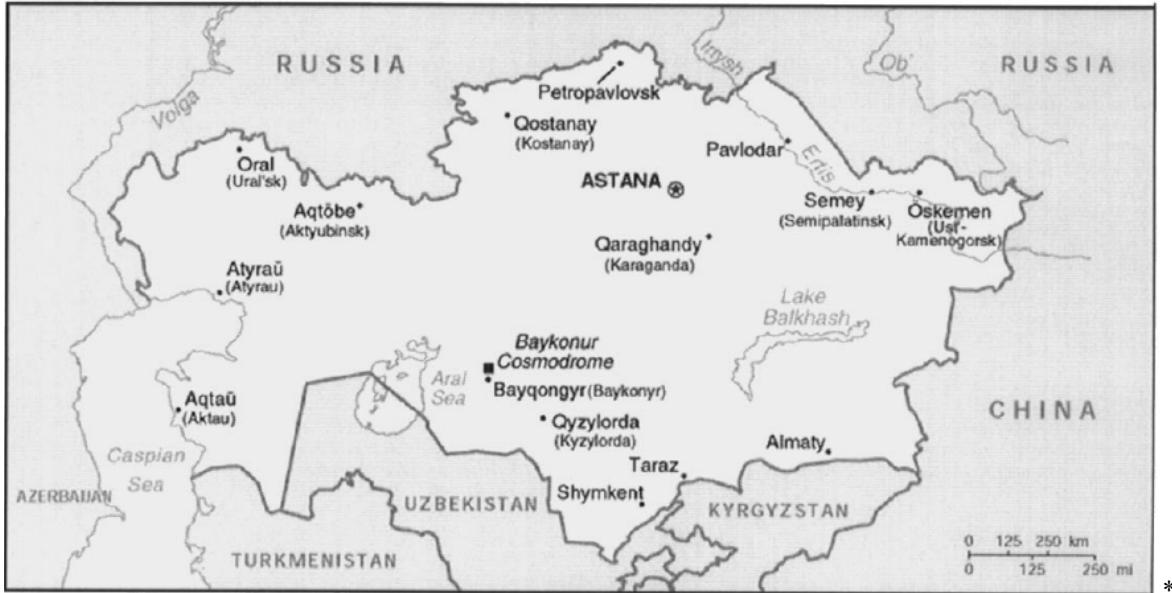 RUSSIA
Irtysh
Ob'
RUSSIA
Volga
Petropavlovsk
Qostanay
(Kostanay)
Pavlodar
Ertis
Oral
(Ural'sk)
ASTANA
Aqtöbe
(Aktyubinsk)
Semey
(Semipalatinsk)
Öskemen
(Ust'-
Kamenogorsk)
Qaraghandy
(Karaganda)
Atyraū
(Atyrau)
Lake
Balkhash
Baykonur
Cosmodrome
Aral
Sea
Bayqongyr (Baykonyr)
Aqtaū
(Aktau)
Qyzylorda
(Kyzylorda)
CHINA
Almaty
Caspian
Sea
Taraz
AZERBAIJAN
Shymkent
UZBEKISTAN
KYRGYZSTAN
TURKMENISTAN
0 125 250 km
0 125 250 mi
*